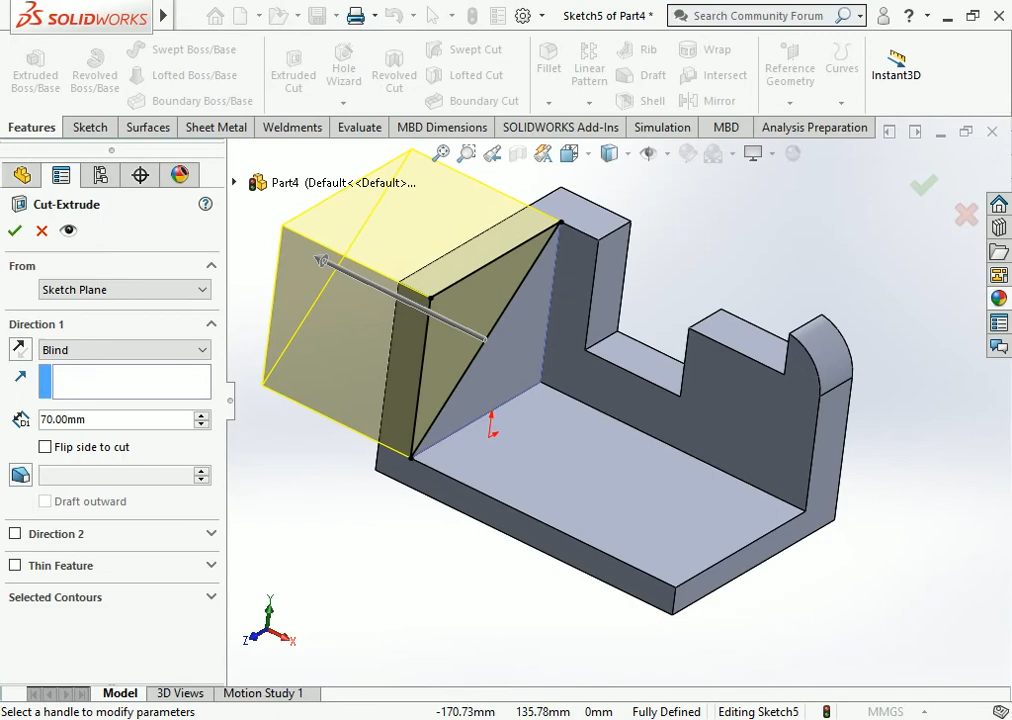 SOLIDWORKS
Sketch5 of Part4 *
Search Community Forum
?
Extruded Boss/Base
Revolved Boss/Base
Swept Boss/Base
Lofted Boss/Base
Boundary Boss/Base
Extruded Cut
Hole Wizard
Revolved Cut
Swept Cut
Lofted Cut
Boundary Cut
Fillet
Linear Pattern
Rib
Draft
Shell
Wrap
Intersect
Mirror
Reference Geometry
Curves
Instant3D
Features
Sketch
Surfaces
Sheet Metal
Weldments
Evaluate
MBD Dimensions
SOLIDWORKS Add-Ins
Simulation
MBD
Analysis Preparation
Part4 (Default<<Default>...
Cut-Extrude
?
From
Sketch Plane
Direction 1
Blind
D1
70.00mm
Flip side to cut
Draft outward
Direction 2
Thin Feature
Selected Contours
Y
Z
X
Model
3D Views
Motion Study 1
Select a handle to modify parameters
-170.73mm
135.78mm
0mm
Fully Defined
Editing Sketch5
MMGS